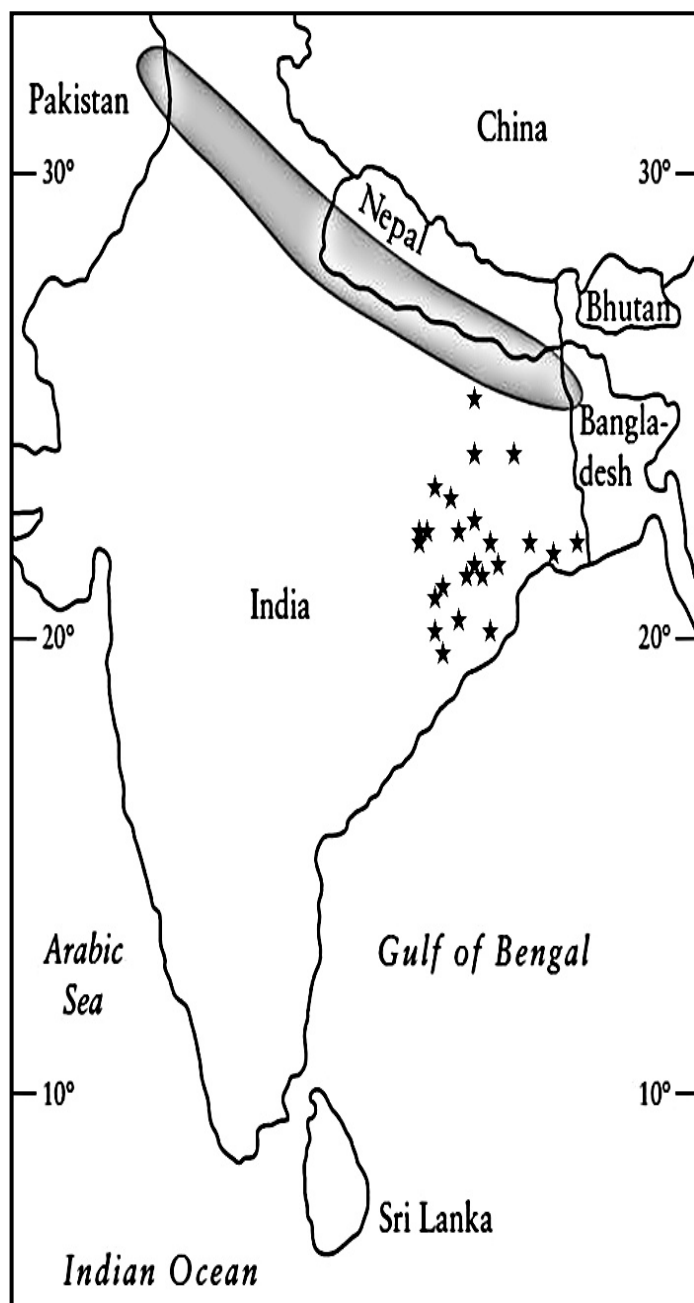 Pakistan
China
30°
30°
Nepal
Bhutan
Bangla-
desh
India
20°
20°
Arabic
Sea
Gulf of Bengal
10°
10°
Sri Lanka
Indian Ocean